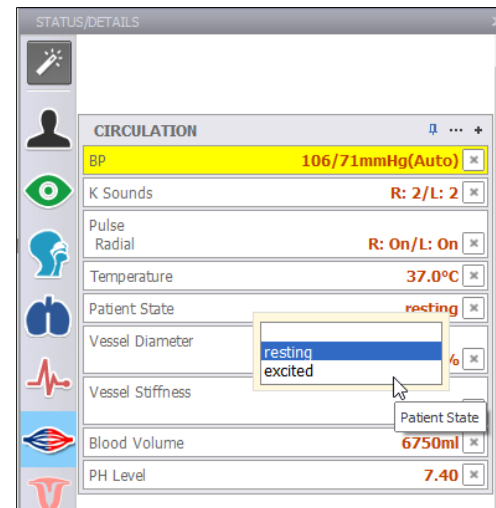 STATUS/DETAILS
CIRCULATION
BP 106/71mmHg(Auto)
K Sounds R: 2/L: 2
Pulse
Radial R: On/L: On
Temperature 37.0°C
Patient State resting
Vessel Diameter
%
resting
excited
Vessel Stiffness
Patient State
Blood Volume 6750ml
PH Level 7.40